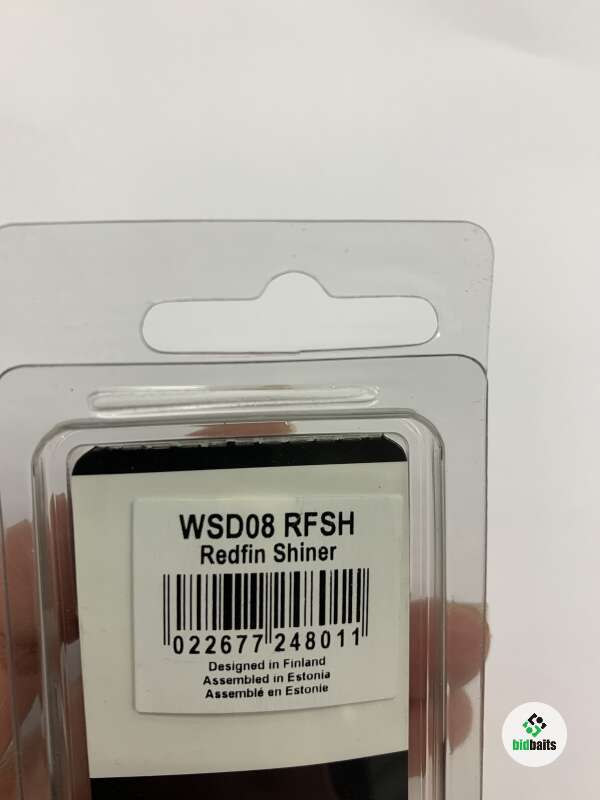 WSD08 RFSH
Redfin Shiner
022677 248011
Designed in Finland
Assembled in Estonia
Assemblé en Estonie
bidbaits